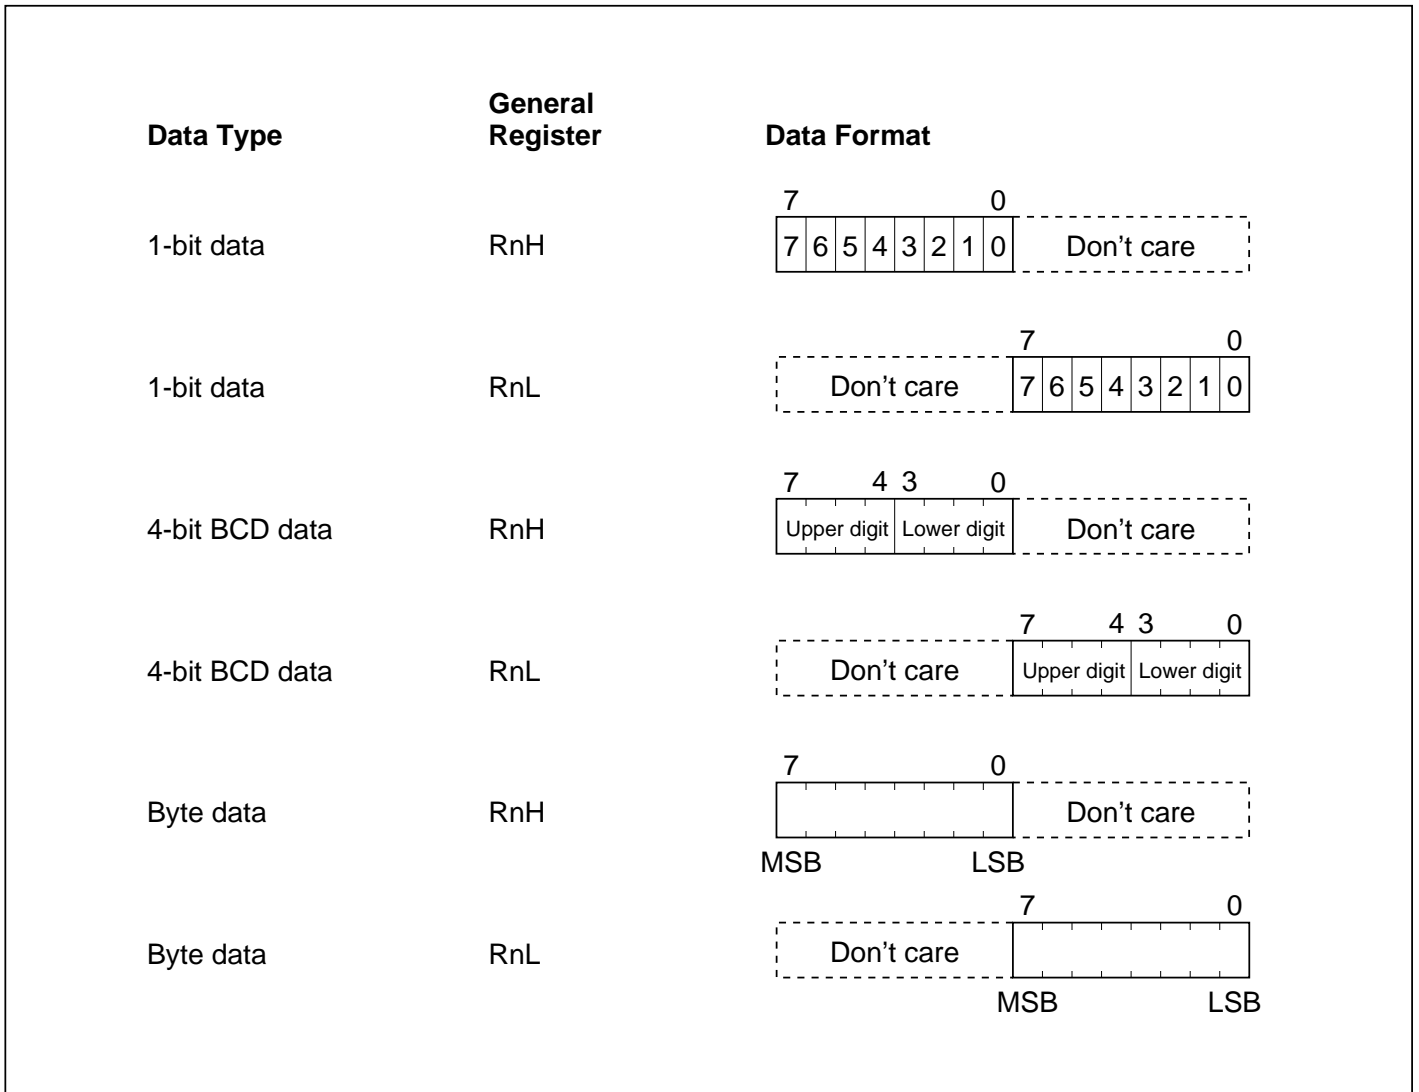 General
Data Type Register Data Format
7 0
1-bit data RnH 7 6 5 4 3 2 1 0 Don't care
7 0
1-bit data RnL Don't care 7 6 5 4 3 2 1 0
7 4 3 0
4-bit BCD data RnH Upper digit Lower digit Don't care
7 4 3 0
4-bit BCD data RnL Don't care Upper digit Lower digit
7 0
Byte data RnH Don't care
MSB LSB
7 0
Byte data RnL Don't care
MSB LSB